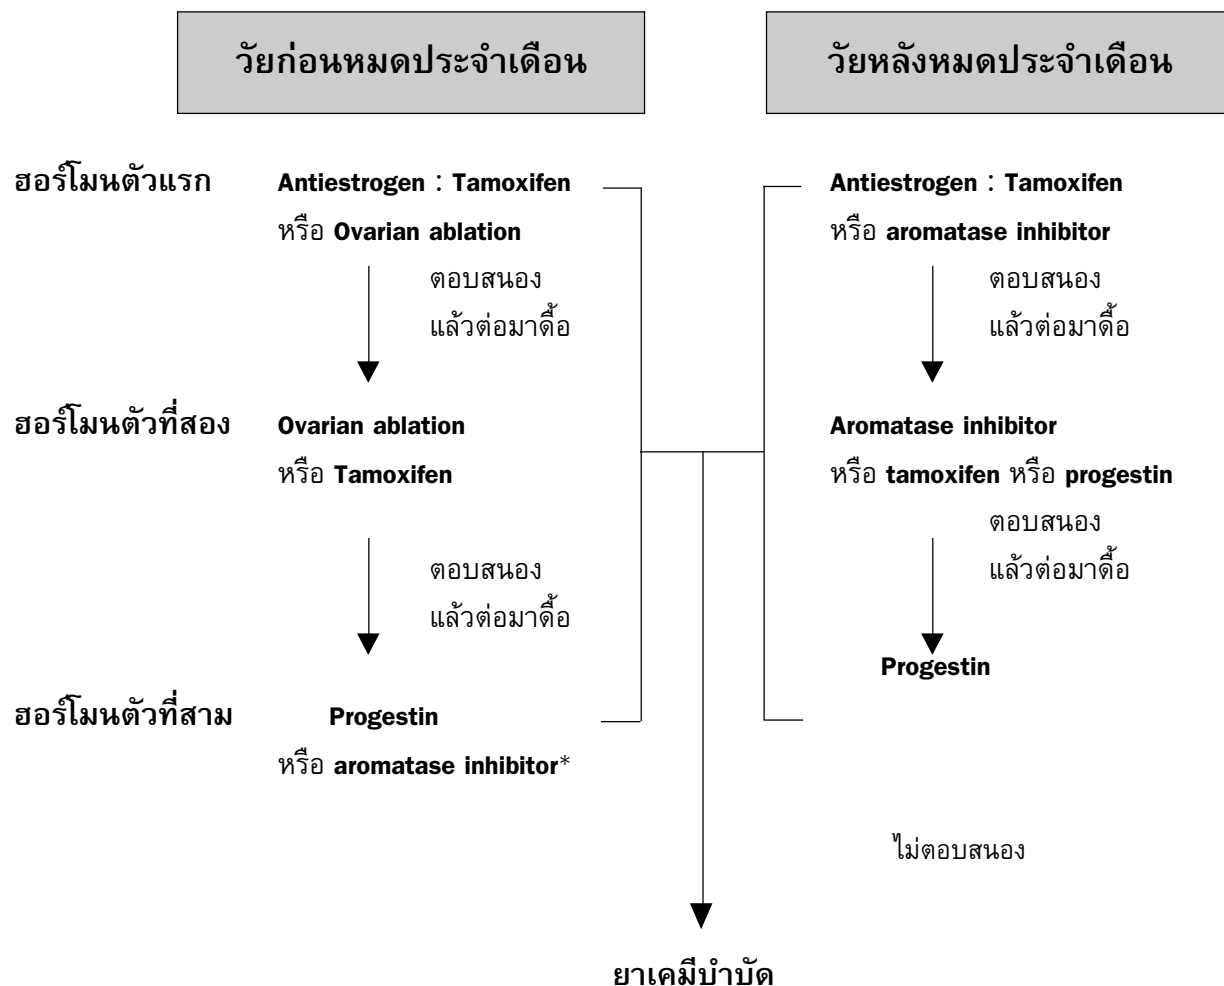 วัยก่อนหมดประจำเดือน
วัยหลังหมดประจำเดือน
ฮอร์โมนตัวแรก
Antiestrogen : Tamoxifen
หรือ Ovarian ablation
ตอบสนอง
แล้วต่อมาดื้อ
Antiestrogen : Tamoxifen
หรือ aromatase inhibitor
ตอบสนอง
แล้วต่อมาดื้อ
ฮอร์โมนตัวที่สอง
Ovarian ablation
หรือ Tamoxifen
ตอบสนอง
แล้วต่อมาดื้อ
Aromatase inhibitor
หรือ tamoxifen หรือ progestin
ตอบสนอง
แล้วต่อมาดื้อ
ฮอร์โมนตัวที่สาม
Progestin
หรือ aromatase inhibitor*
Progestin
ไม่ตอบสนอง
ยาเคมีบำบัด